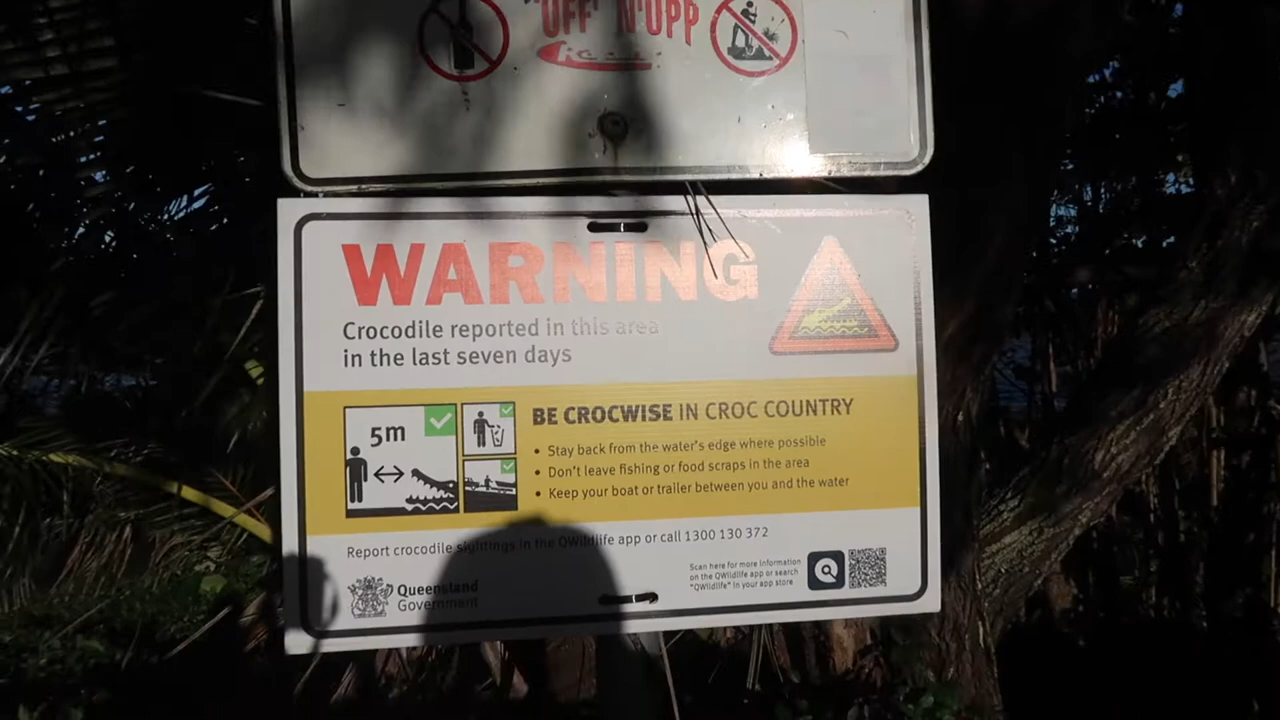 "OFF 'N'UPP
WARNING
Crocodile reported in this area
in the last seven days
5m
BE CROCWISE IN CROC COUNTRY
• Stay back from the water's edge where possible
• Don't leave fishing or food scraps in the area
• Keep your boat or trailer between you and the water
Report crocodile sightings in the QWildlife app or call 1300 130 372
Queensland
Government
Scan here for more information
on the QWildlife app or search
"QWildlife" in your app store